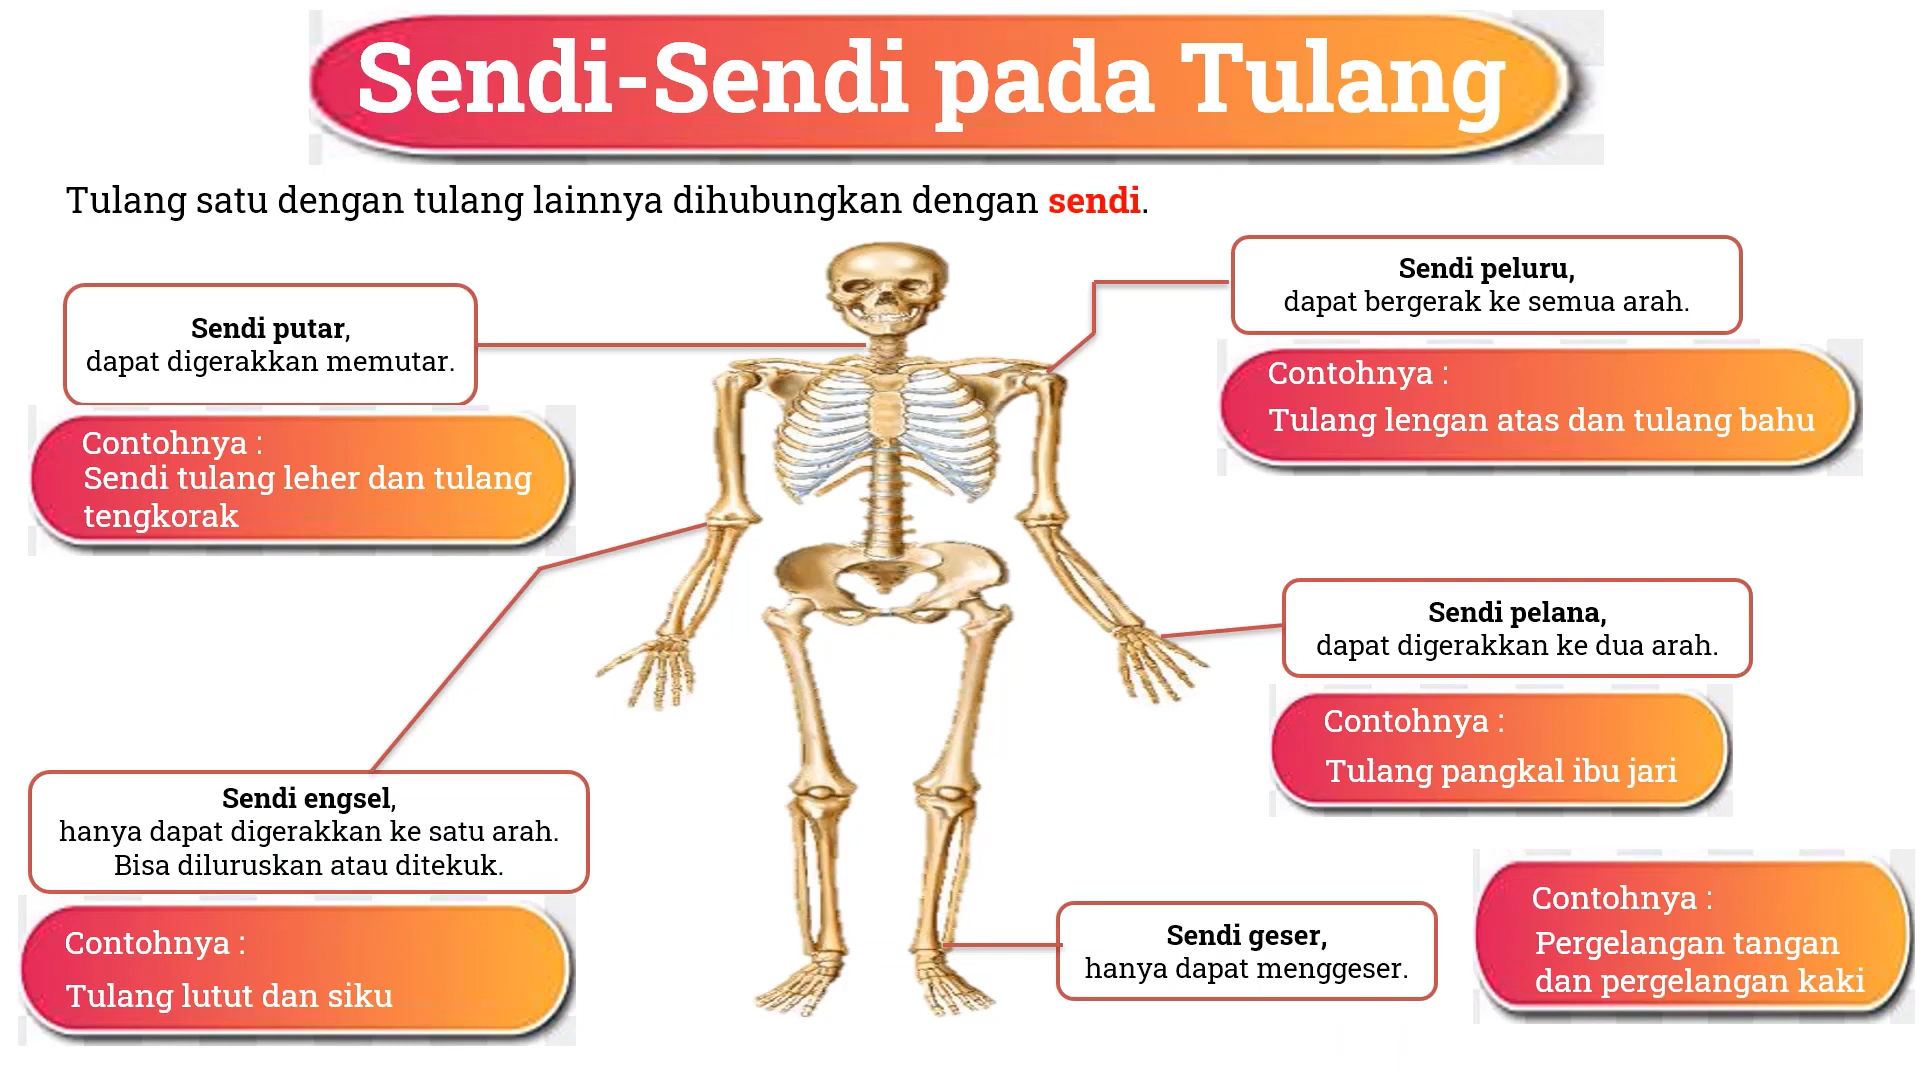 Sendi-Sendi pada Tulang
Tulang satu dengan tulang lainnya dihubungkan dengan sendi.
Sendi putar,
dapat digerakkan memutar.
Contohnya :
Sendi tulang leher dan tulang
tengkorak
Sendi peluru,
dapat bergerak ke semua arah.
Contohnya :
Tulang lengan atas dan tulang bahu
Sendi pelana,
dapat digerakkan ke dua arah.
Contohnya :
Tulang pangkal ibu jari
Sendi engsel,
hanya dapat digerakkan ke satu arah.
Bisa diluruskan atau ditekuk.
Contohnya :
Tulang lutut dan siku
Sendi geser,
hanya dapat menggeser.
Contohnya :
Pergelangan tangan
dan pergelangan kaki